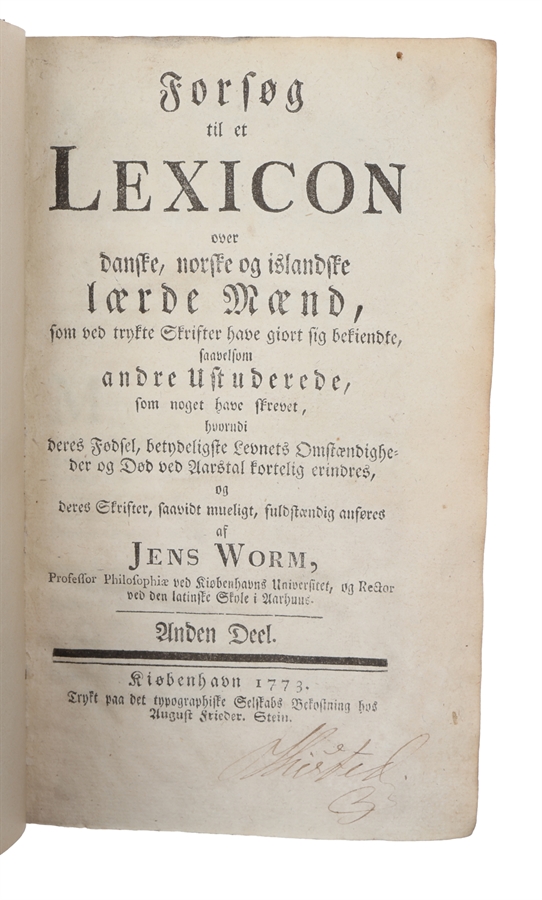 Forsøg
til et
LEXICON
over
danske, norske og islandske
lærde Mænd,
som ved trykte Skrifter have giort sig bekiendte,
saavelsom
andre Ustuderede,
som noget have skrevet,
hvorudi
deres Fødsel, betydeligste Levnets Omstændighe-
der og Død ved Aarstal kortelig erindres,
og
deres Skrifter, saavidt mueligt, fuldstændig anføres
af
JENS WORM,
Professor Philosophiæ ved Kiøbenhavns Universitet, og Rector
ved den latinske Skole i Aarhuus.
Anden Deel.
Kiøbenhavn 1773.
Trykt paa det typographiske Selskabs Bekostning hos
August Frieder. Stein.